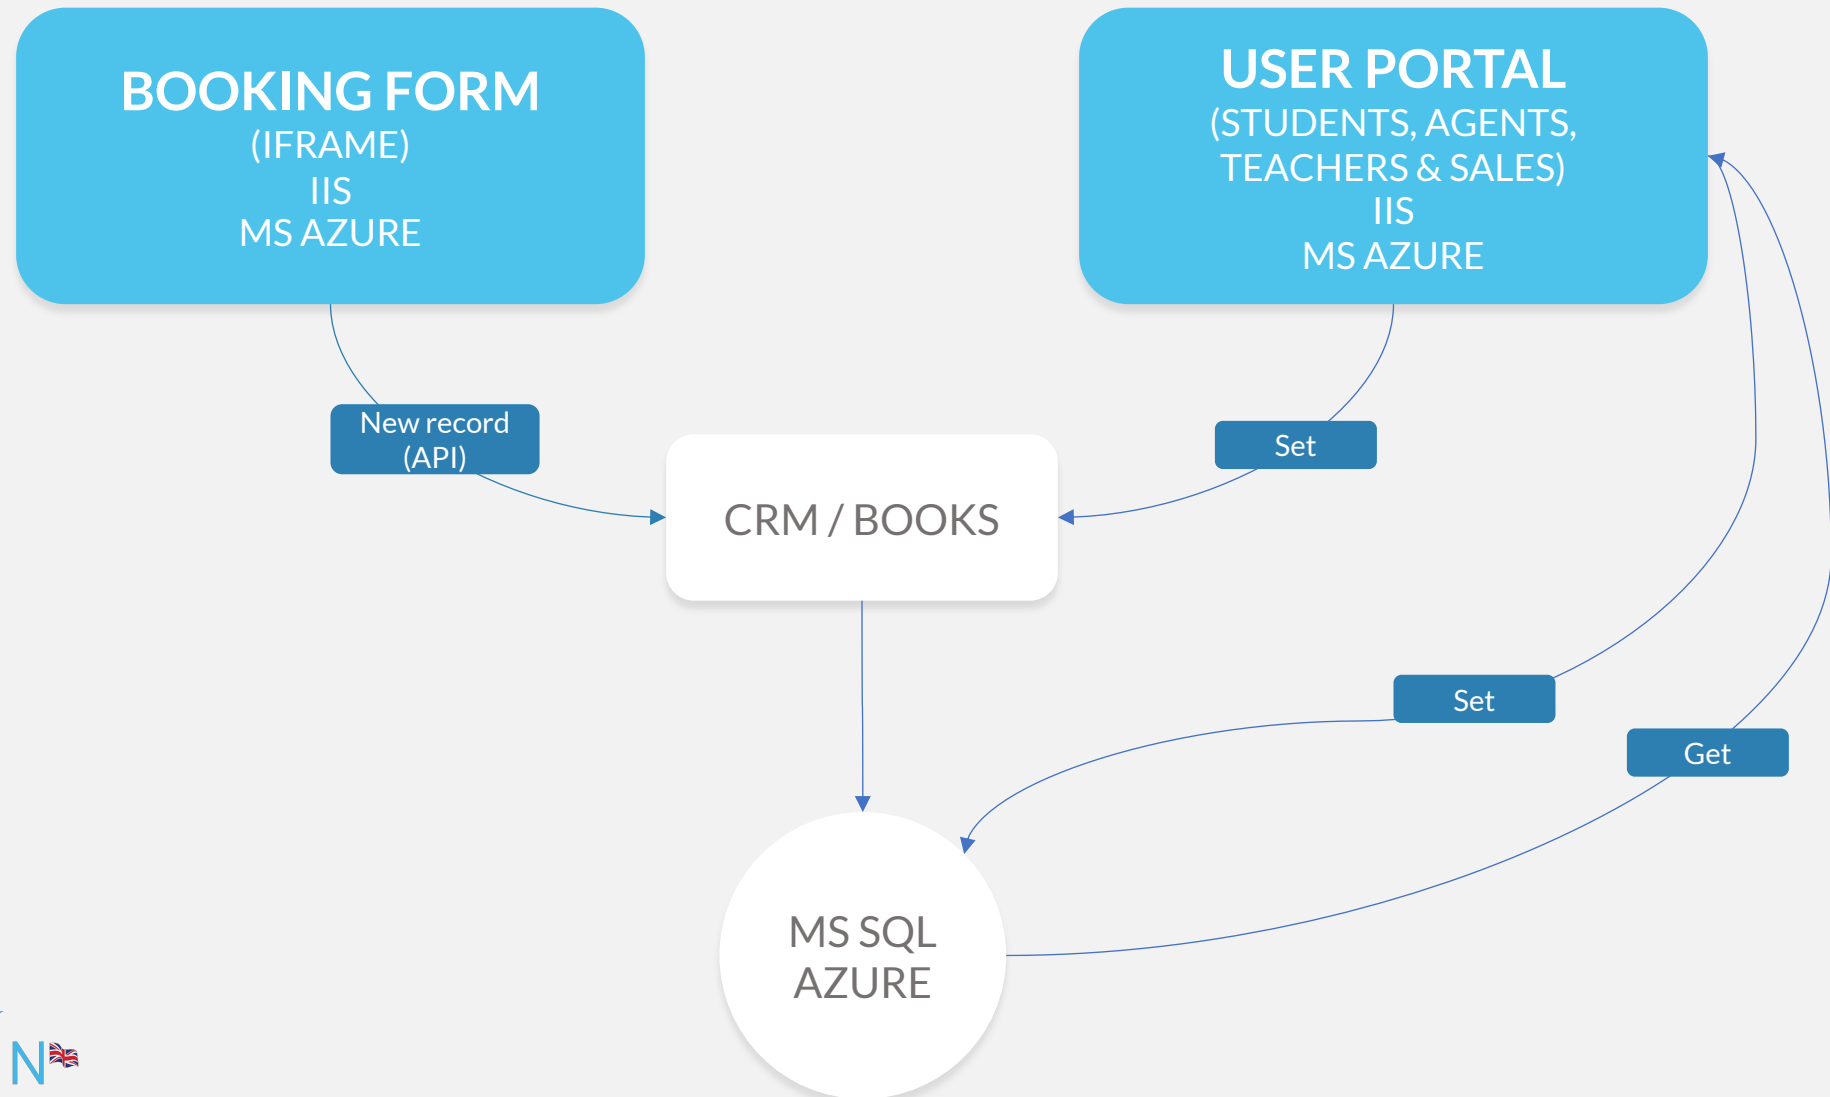 BOOKING FORM
(IFRAME)
IIS
MS AZURE
USER PORTAL
(STUDENTS, AGENTS,
TEACHERS & SALES)
IIS
MS AZURE
New record
(API)
Set
CRM / BOOKS
Set
Get
MS SQL
AZURE
N